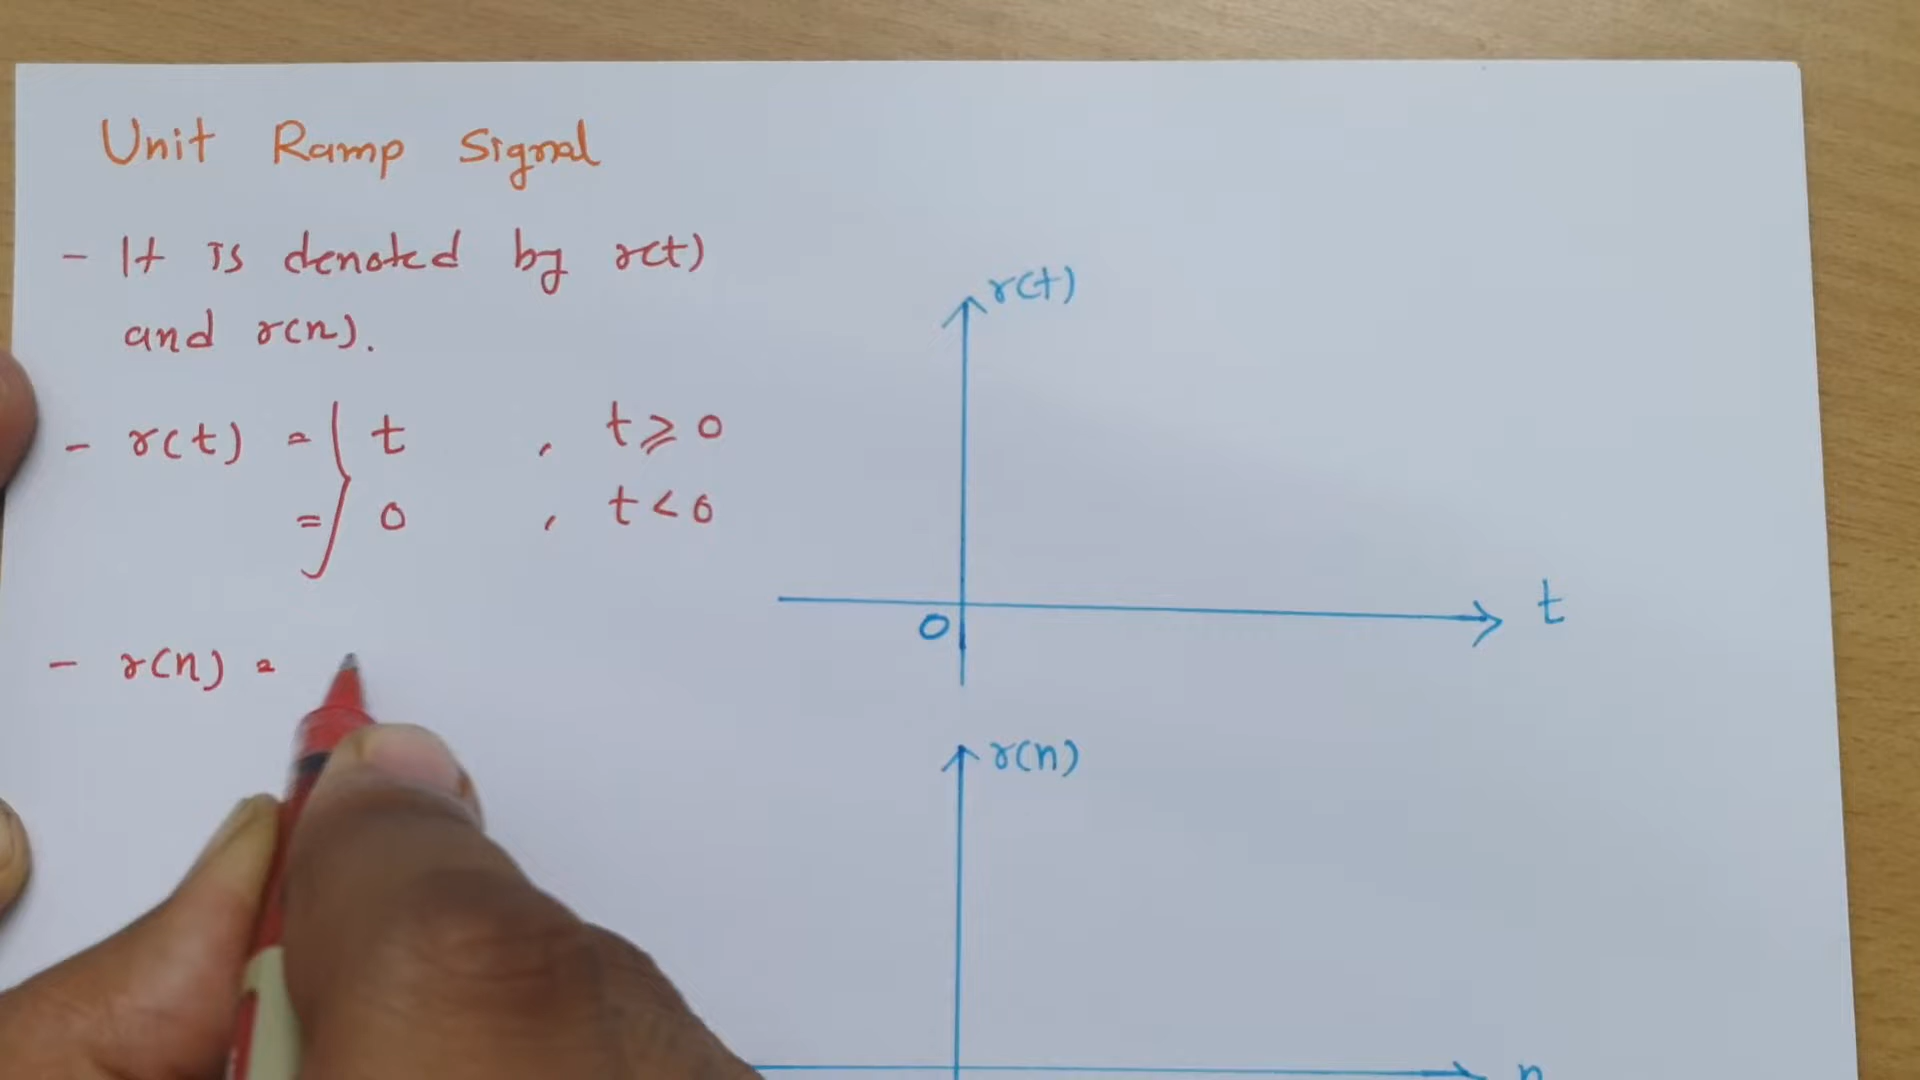 Unit Ramp Signal
- It is denoted by r(t)
and r(n).
- r(t) = { t , t ⩾ 0
= 0 , t < 0
- r(n) =
r(t)
0
t
r(n)
n